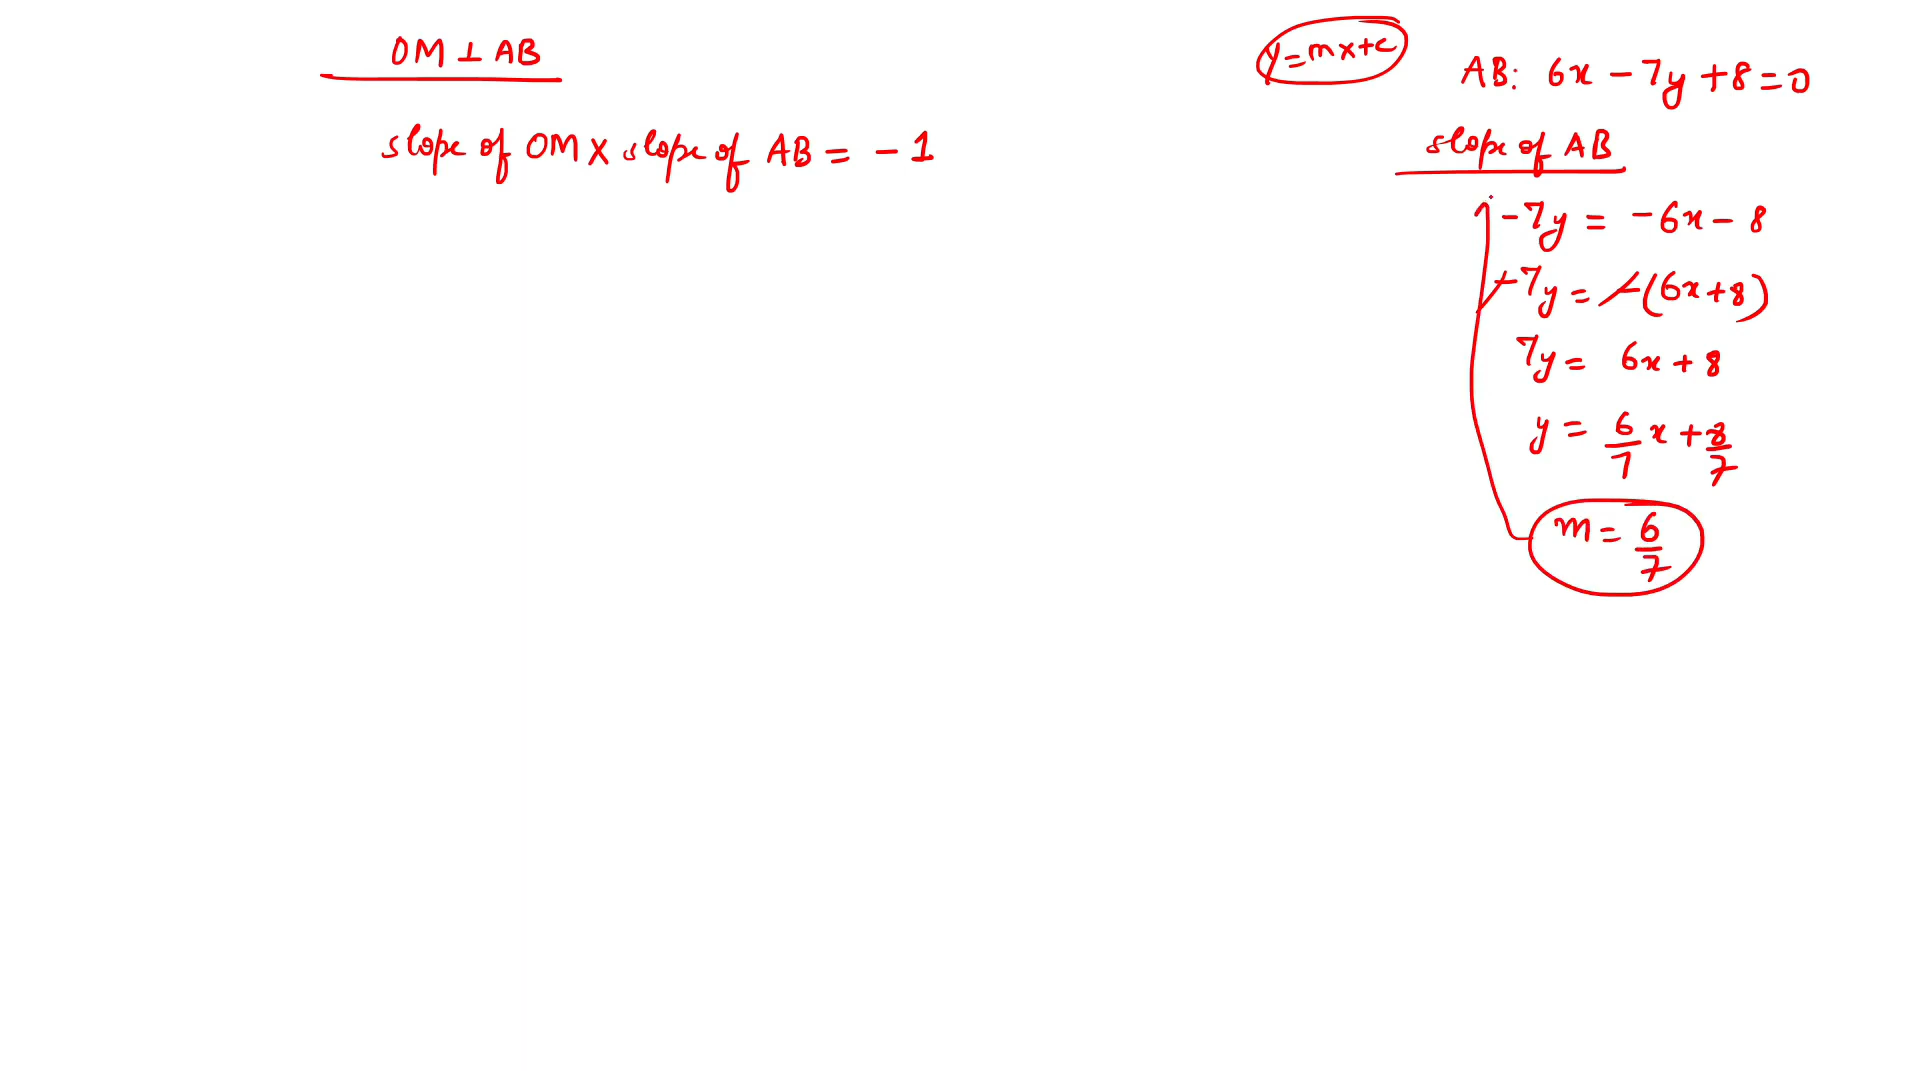 OM ⊥ AB
slope of OM x slope of AB = - 1
y = mx+c
AB: 6x - 7y + 8 = 0
slope of AB
-7y = -6x - 8
-7y = -(6x+8)
7y = 6x + 8
y = 6/7 x + 8/7
m = 6/7